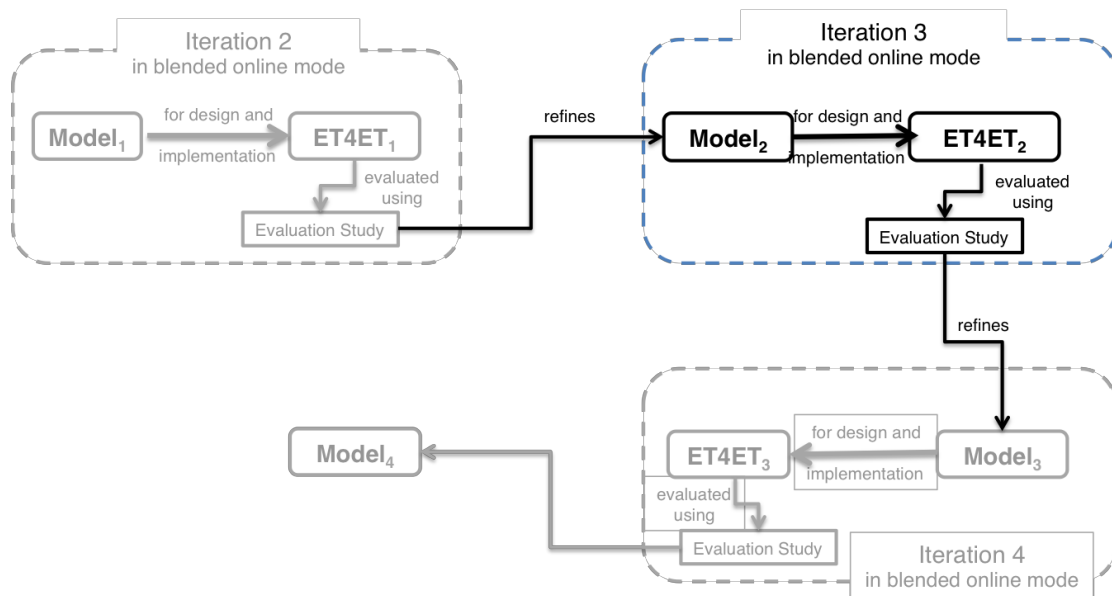 Iteration 2
in blended online mode
Model₁
for design and
implementation
ET4ET₁
evaluated
using
Evaluation Study
refines
Iteration 3
in blended online mode
Model₂
for design and
implementation
ET4ET₂
evaluated
using
Evaluation Study
refines
Model₃
for design and
implementation
ET4ET₃
evaluated
using
Evaluation Study
Iteration 4
in blended online mode
Model₄